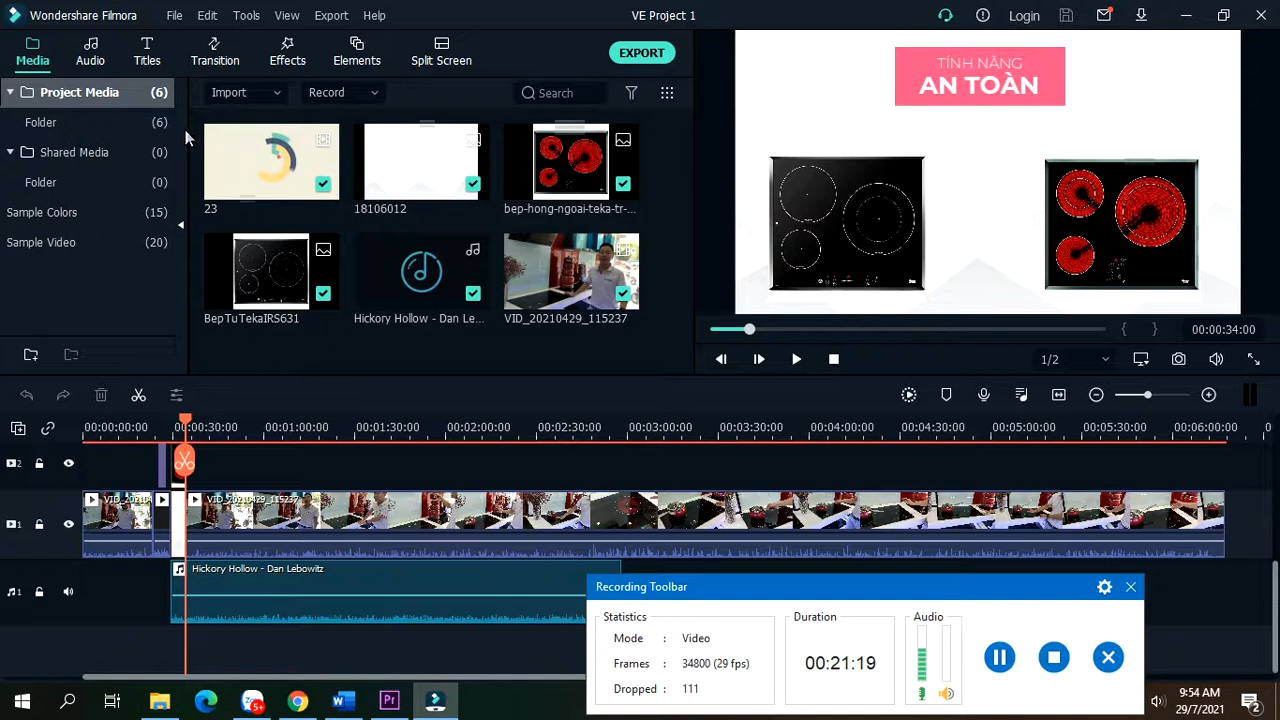 Wondershare Filmora File Edit Tools View Export Help VE Project 1 Login
Media Audio Titles Transition Effects Elements Split Screen EXPORT
Project Media (6)
Folder (6)
Shared Media (0)
Folder (0)
Sample Colors (15)
Sample Video (20)
Import Record Search
23 18106012 bep-hong-ngoai-teka-tr-...
BepTuTekaIRS631 Hickory Hollow - Dan Le... VID_20210429_115237
TÍNH NĂNG
AN TOÀN
00:00:34:00
1/2
00:00:00:00 00:00:30:00 00:01:00:00 00:01:30:00 00:02:00:00 00:02:30:00 00:03:00:00 00:03:30:00 00:04:00:00 00:04:30:00 00:05:00:00 00:05:30:00 00:06:00:00 0
2
1 VID_20210 VID_20210429_115237
1 Hickory Hollow - Dan Lebowitz
Recording Toolbar
Statistics
Mode : Video
Frames : 34800 (29 fps)
Dropped : 111
Duration
00:21:19
Audio
5+
9:54 AM
29/7/2021
2